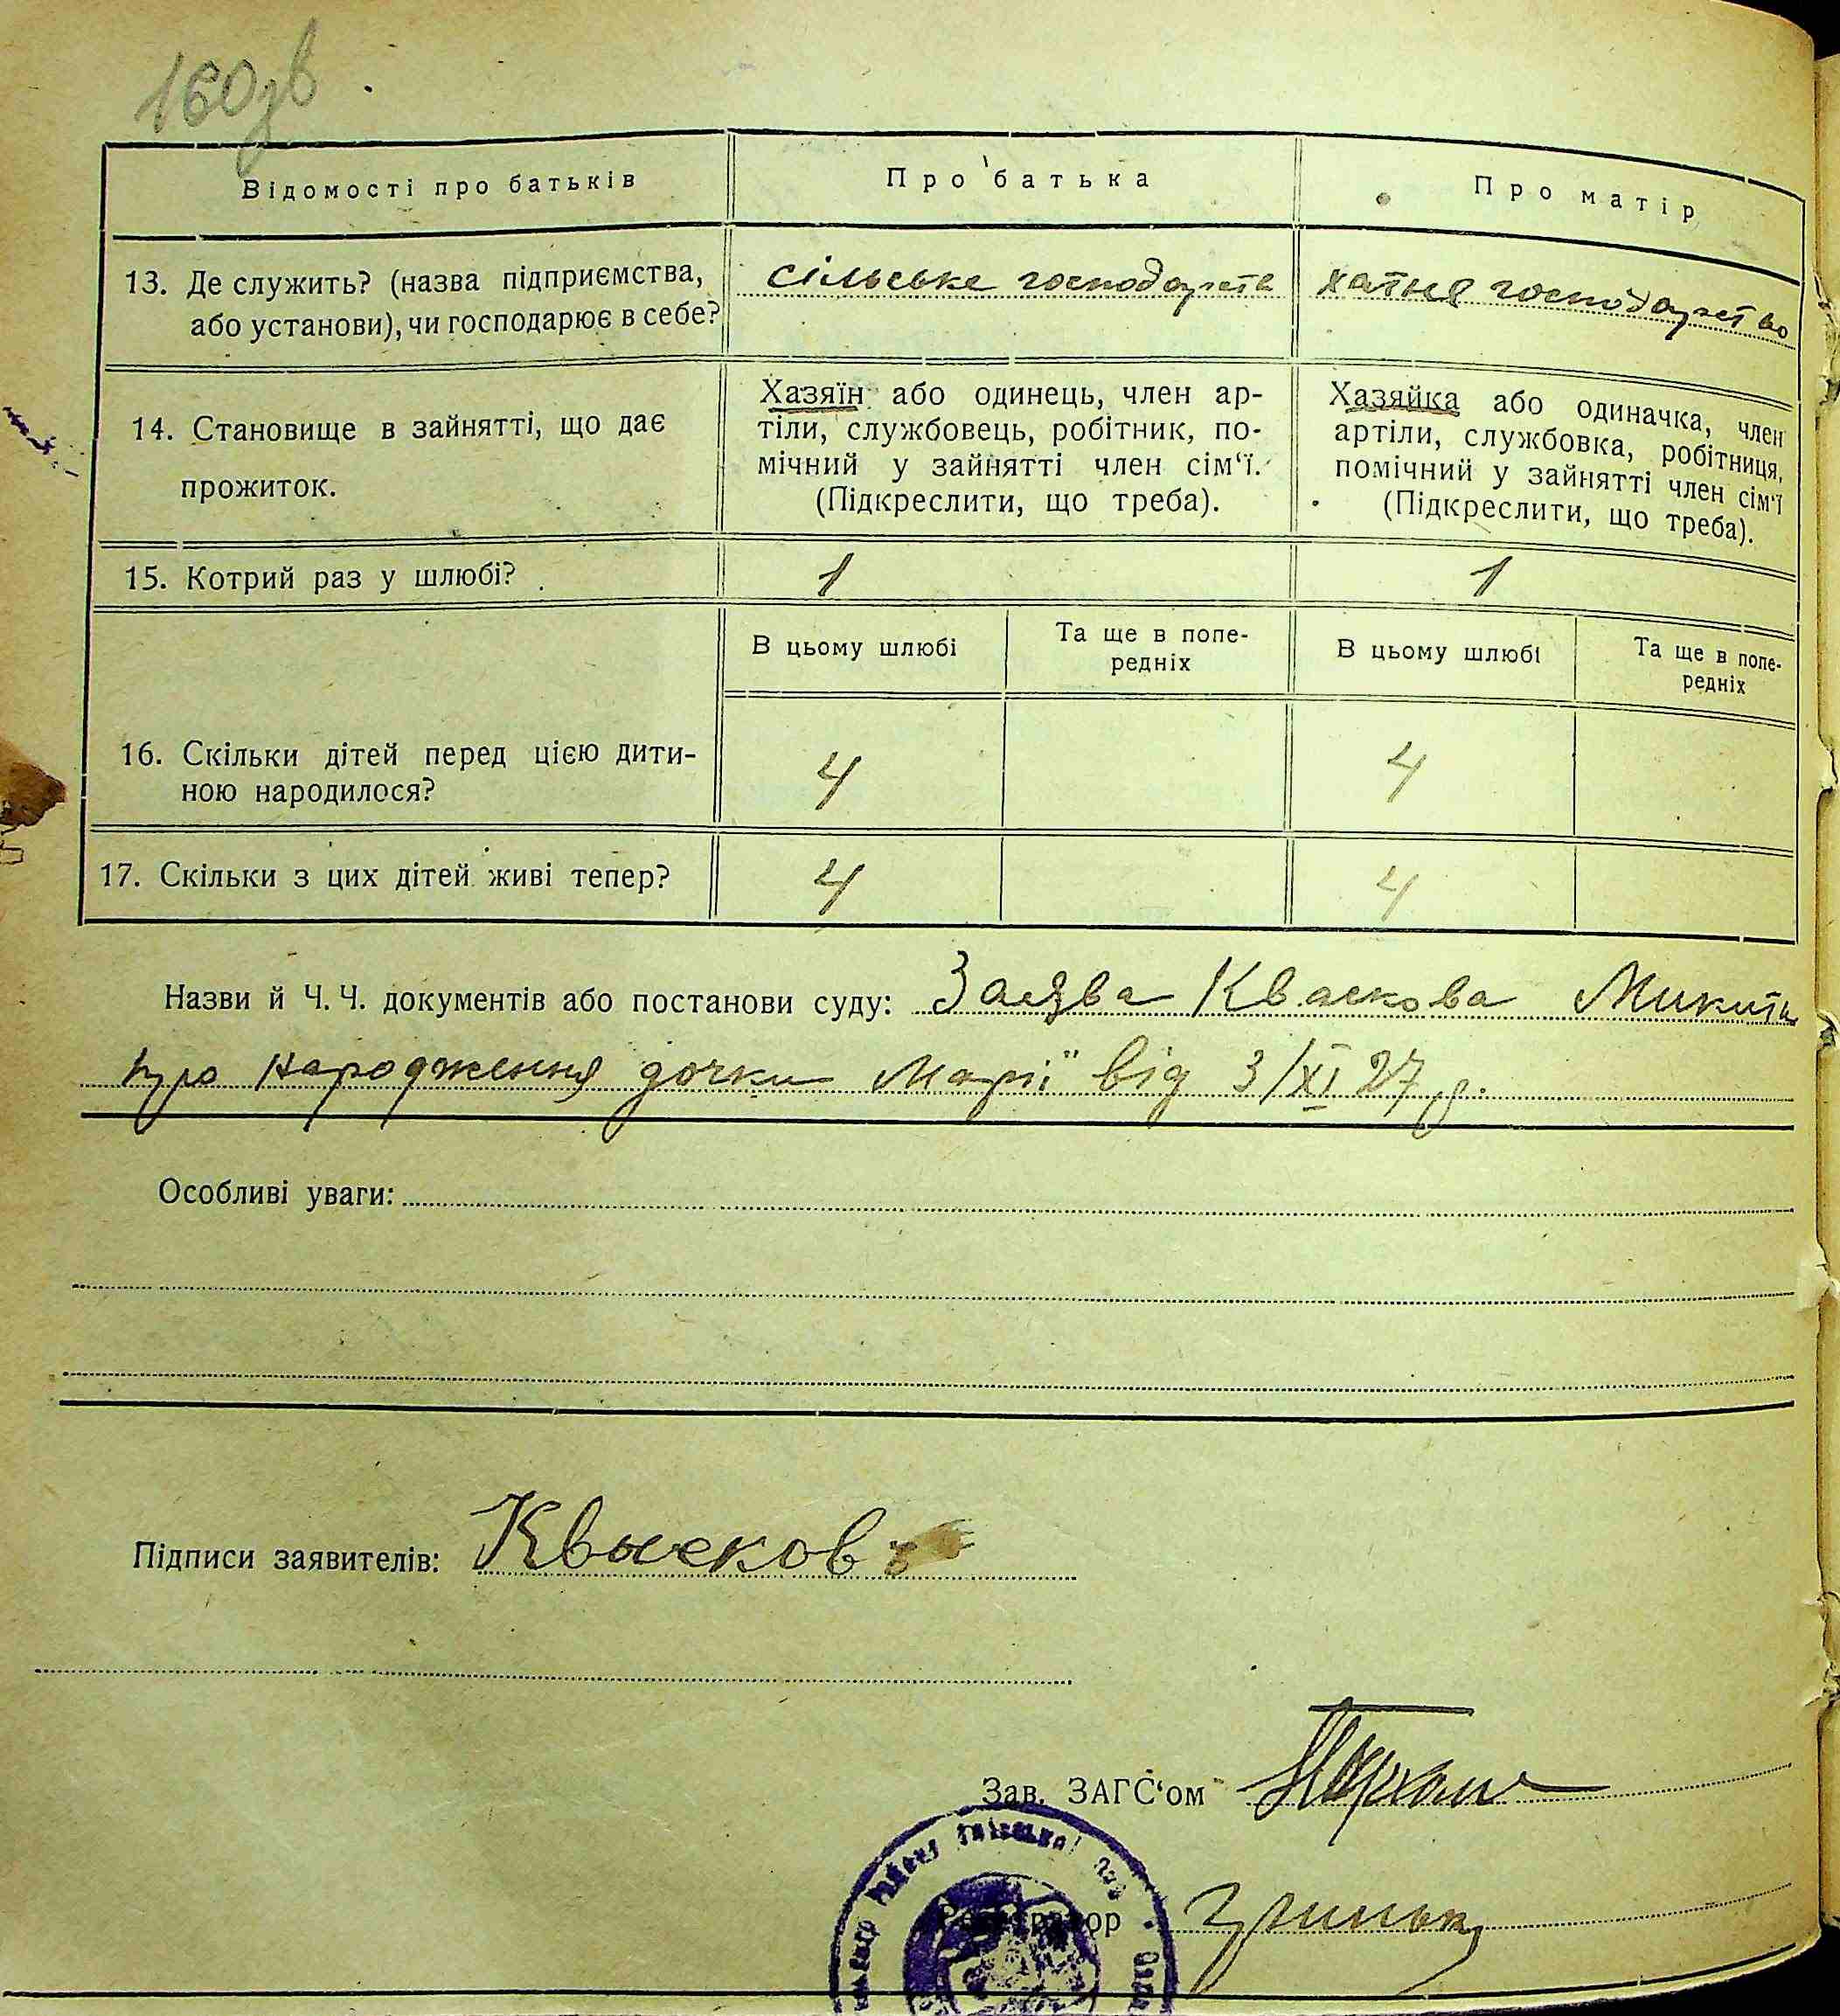 160зв
Відомості про батьків
Про батька
Про матір
13. Де служить? (назва підприємства,
або установи), чи господарює в себе?
сільське господарств
хатнє господарство
14. Становище в зайнятті, що дає
прожиток.
Хазяїн або одинець, член ар-
тіли, службовець, робітник, по-
мічний у зайнятті член сім‘ї.
(Підкреслити, що треба).
Хазяйка або одиначка, член
артіли, службовка, робітниця,
помічний у зайнятті член сім‘ї
(Підкреслити, що треба).
15. Котрий раз у шлюбі?
1
1
В цьому шлюбі
Та ще в попе-
редніх
В цьому шлюбі
Та ще в попе-
редніх
16. Скільки дітей перед цією дити-
ною народилося?
4
4
17. Скільки з цих дітей живі тепер?
4
4
Назви й Ч. Ч. документів або постанови суду: Заява Кваскова Микити
про народження дочки Марії від 3/XI 27 р.
Особливі уваги:
Підписи заявителів: Квысков
Зав. ЗАГС‘ом
Реєстратор